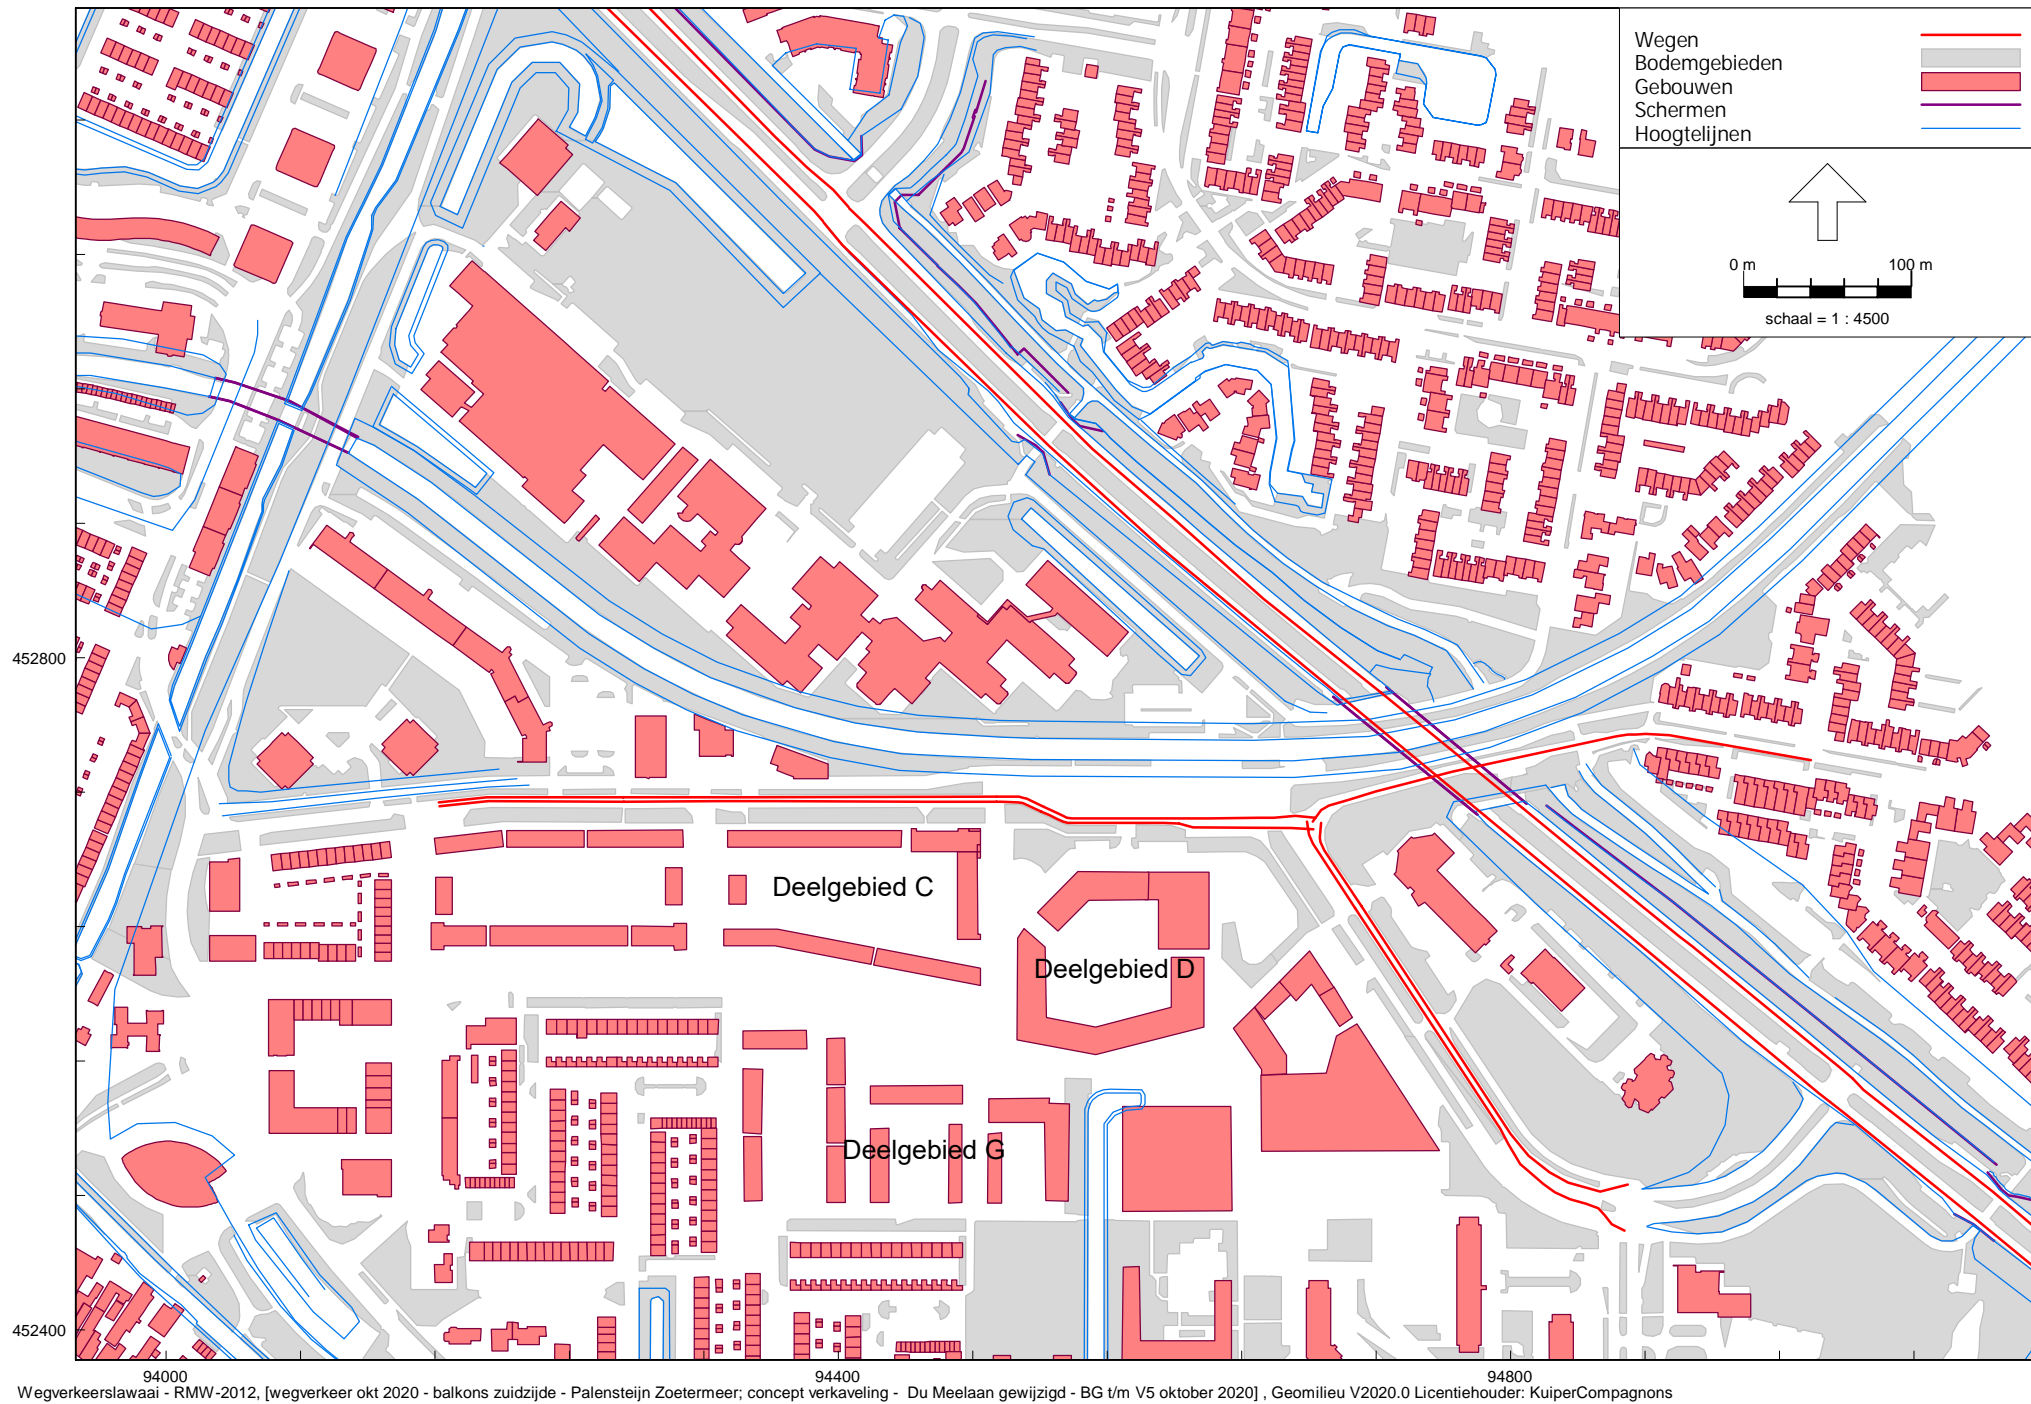 Wegen
Bodemgebieden
Gebouwen
Schermen
Hoogtelijnen
0 m 100 m
schaal = 1 : 4500
452800
Deelgebied C
Deelgebied D
Deelgebied G
452400
94000 94400 94800
Wegverkeerslawaai - RMW-2012, [wegverkeer okt 2020 - balkons zuidzijde - Palensteijn Zoetermeer; concept verkaveling - Du Meelaan gewijzigd - BG t/m V5 oktober 2020] , Geomilieu V2020.0 Licentiehouder: KuiperCompagnons